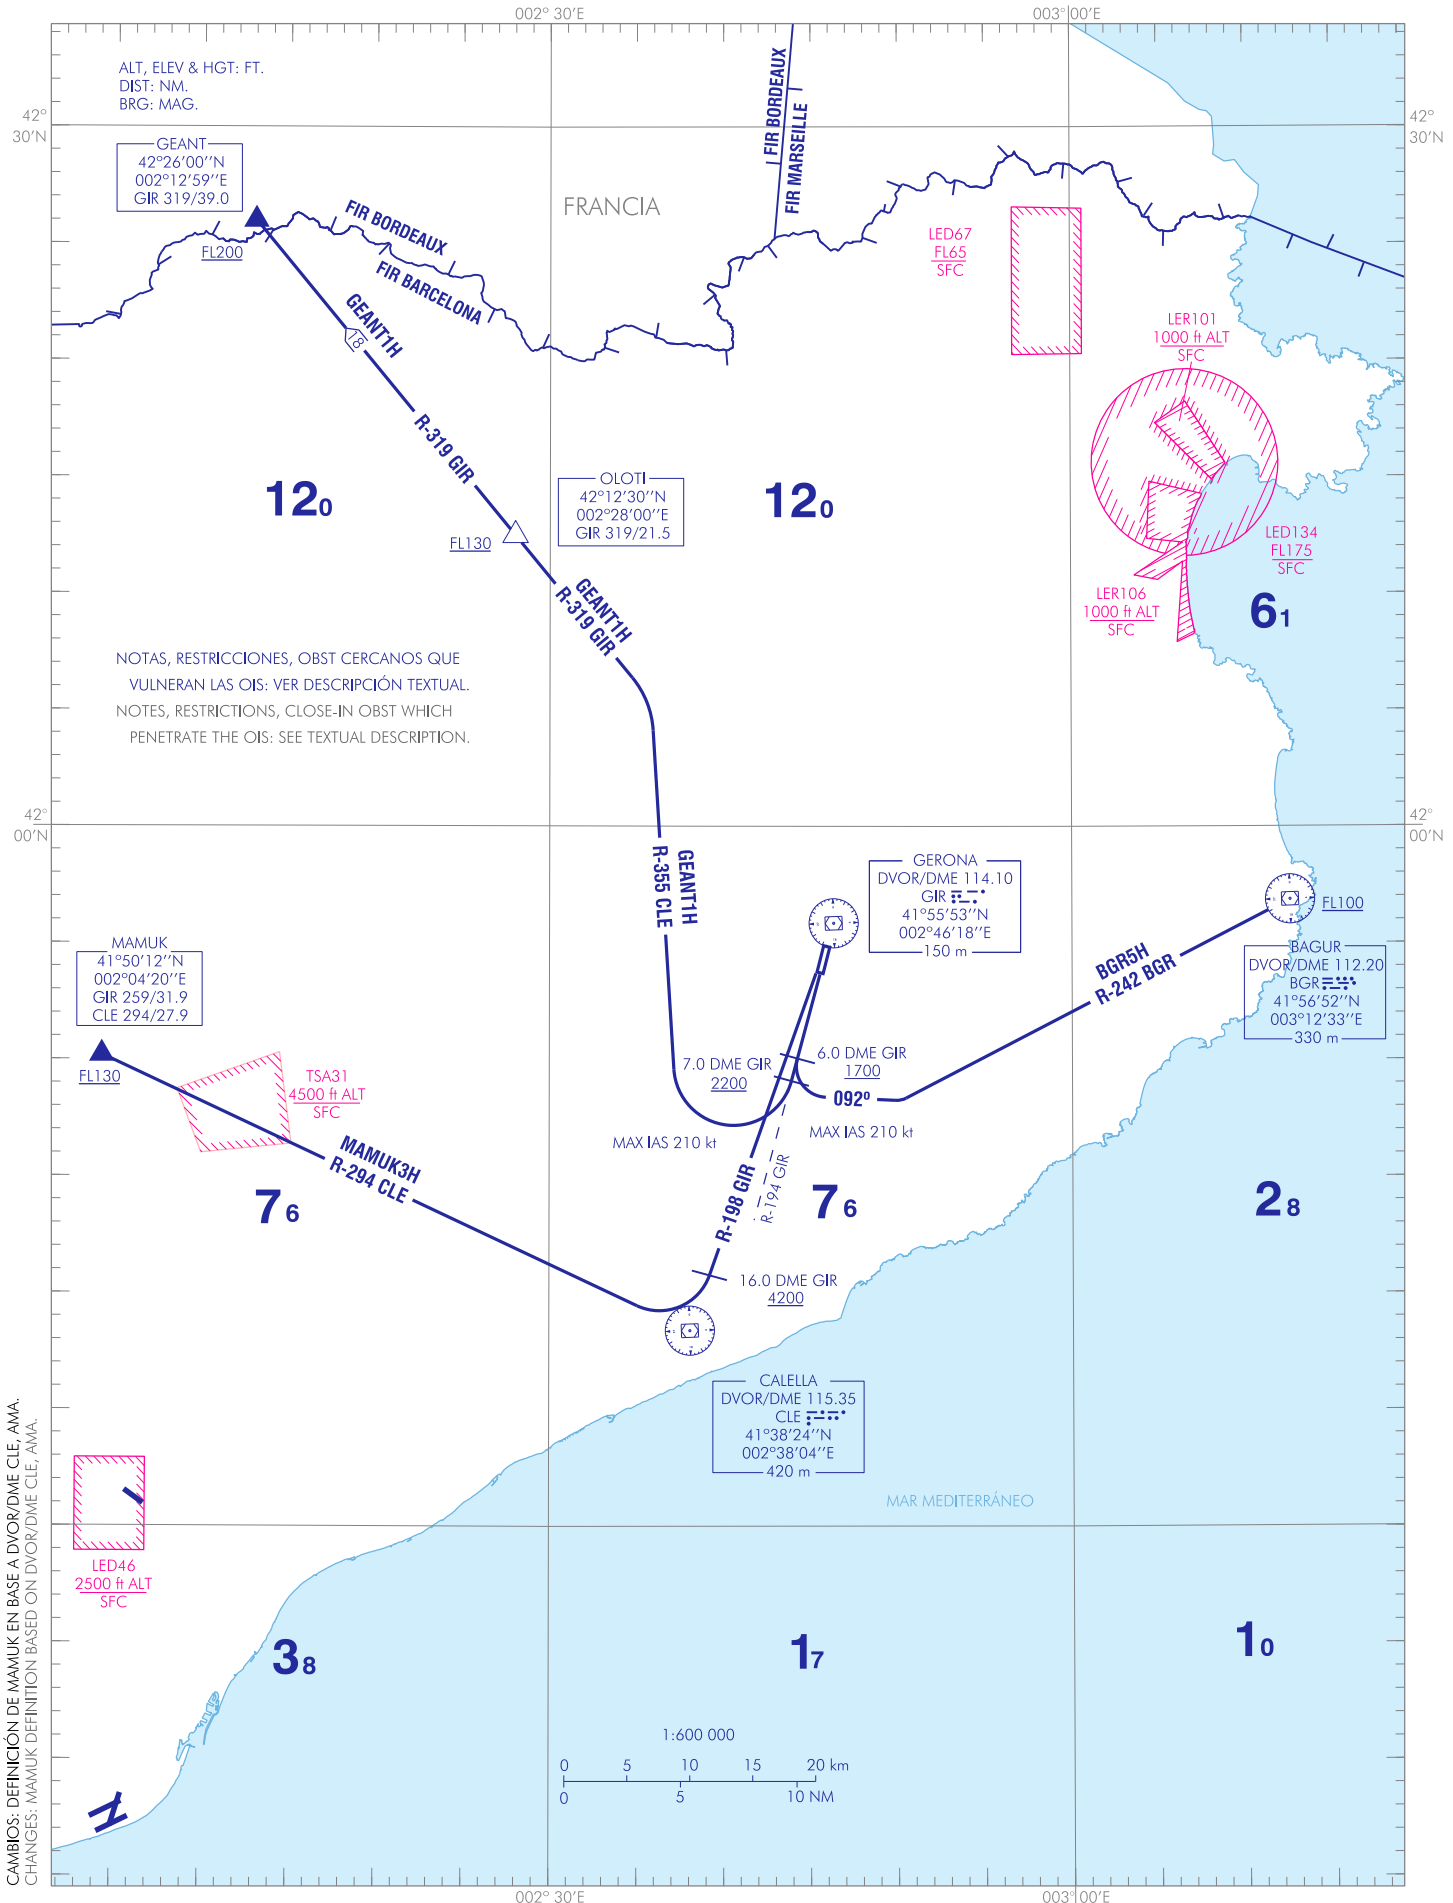 002° 30'E
003°00'E
ALT, ELEV & HGT: FT.
DIST: NM.
BRG: MAG.
42°
30'N
42°
30'N
GEANT
42°26'00''N
002°12'59''E
GIR 319/39.0
FL200
FIR BORDEAUX
FIR BARCELONA
FIR BORDEAUX
FIR MARSEILLE
FRANCIA
LED67
FL65
SFC
GEANT1H
18
R-319 GIR
LER101
1000 ft ALT
SFC
12₀
12₀
OLOTI
42°12'30''N
002°28'00''E
GIR 319/21.5
FL130
LED134
FL175
SFC
LER106
1000 ft ALT
SFC
6₁
GEANT1H
R-319 GIR
NOTAS, RESTRICCIONES, OBST CERCANOS QUE
VULNERAN LAS OIS: VER DESCRIPCIÓN TEXTUAL.
NOTES, RESTRICTIONS, CLOSE-IN OBST WHICH
PENETRATE THE OIS: SEE TEXTUAL DESCRIPTION.
42°
00'N
42°
00'N
GEANT1H
R-355 CLE
GERONA
DVOR/DME 114.10
GIR
41°55'53''N
002°46'18''E
150 m
FL100
BAGUR
DVOR/DME 112.20
BGR
41°56'52''N
003°12'33''E
330 m
BGR5H
R-242 BGR
MAMUK
41°50'12''N
002°04'20''E
GIR 259/31.9
CLE 294/27.9
FL130
TSA31
4500 ft ALT
SFC
7.0 DME GIR
2200
6.0 DME GIR
1700
092º
MAX IAS 210 kt
MAX IAS 210 kt
MAMUK3H
R-294 CLE
R-198 GIR
R-194 GIR
7₆
7₆
2₈
16.0 DME GIR
4200
CALELLA
DVOR/DME 115.35
CLE
41°38'24''N
002°38'04''E
420 m
MAR MEDITERRÁNEO
LED46
2500 ft ALT
SFC
3₈
1₇
1₀
1:600 000
0 5 10 15 20 km
0 5 10 NM
CAMBIOS: DEFINICIÓN DE MAMUK EN BASE A DVOR/DME CLE, AMA.
CHANGES: MAMUK DEFINITION BASED ON DVOR/DME CLE, AMA.
002° 30'E
003°00'E